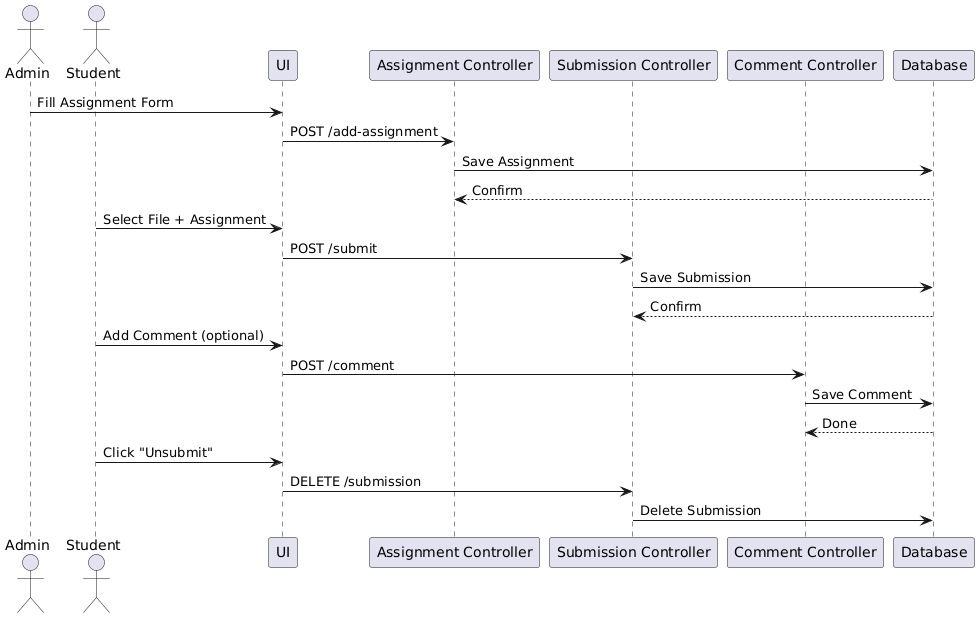 Admin
Student
UI
Assignment Controller
Submission Controller
Comment Controller
Database
Fill Assignment Form
POST /add-assignment
Save Assignment
Confirm
Select File + Assignment
POST /submit
Save Submission
Confirm
Add Comment (optional)
POST /comment
Save Comment
Done
Click "Unsubmit"
DELETE /submission
Delete Submission
Admin
Student
UI
Assignment Controller
Submission Controller
Comment Controller
Database